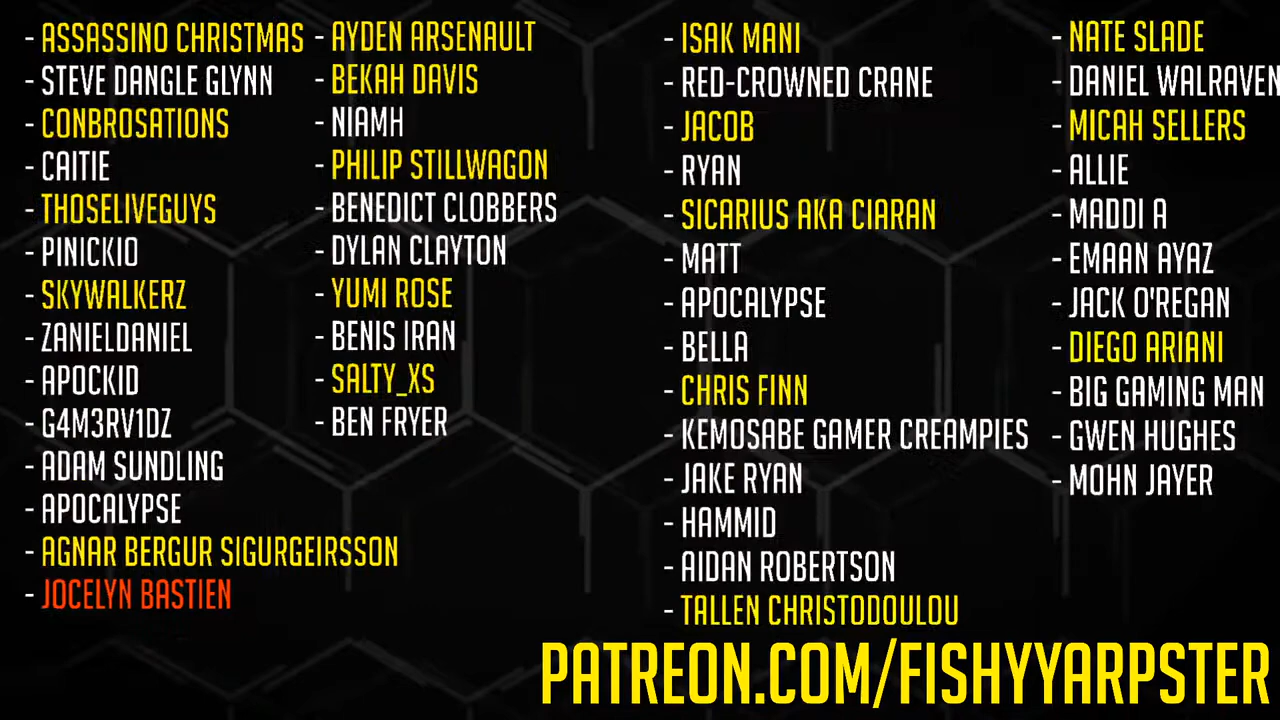 - ASSASSINO CHRISTMAS
- STEVE DANGLE GLYNN
- CONBROSATIONS
- CAITIE
- THOSELIVEGUYS
- PINICKIO
- SKYWALKERZ
- ZANIELDANIEL
- APOCKID
- G4M3RV1DZ
- ADAM SUNDLING
- APOCALYPSE
- AGNAR BERGUR SIGURGEIRSSON
- JOCELYN BASTIEN
- AYDEN ARSENAULT
- BEKAH DAVIS
- NIAMH
- PHILIP STILLWAGON
- BENEDICT CLOBBERS
- DYLAN CLAYTON
- YUMI ROSE
- BENIS IRAN
- SALTY_XS
- BEN FRYER
- ISAK MANI
- RED-CROWNED CRANE
- JACOB
- RYAN
- SICARIUS AKA CIARAN
- MATT
- APOCALYPSE
- BELLA
- CHRIS FINN
- KEMOSABE GAMER CREAMPIES
- JAKE RYAN
- HAMMID
- AIDAN ROBERTSON
- TALLEN CHRISTODOULOU
- NATE SLADE
- DANIEL WALRAVEN
- MICAH SELLERS
- ALLIE
- MADDI A
- EMAAN AYAZ
- JACK O'REGAN
- DIEGO ARIANI
- BIG GAMING MAN
- GWEN HUGHES
- MOHN JAYER
PATREON.COM/FISHYYARPSTER